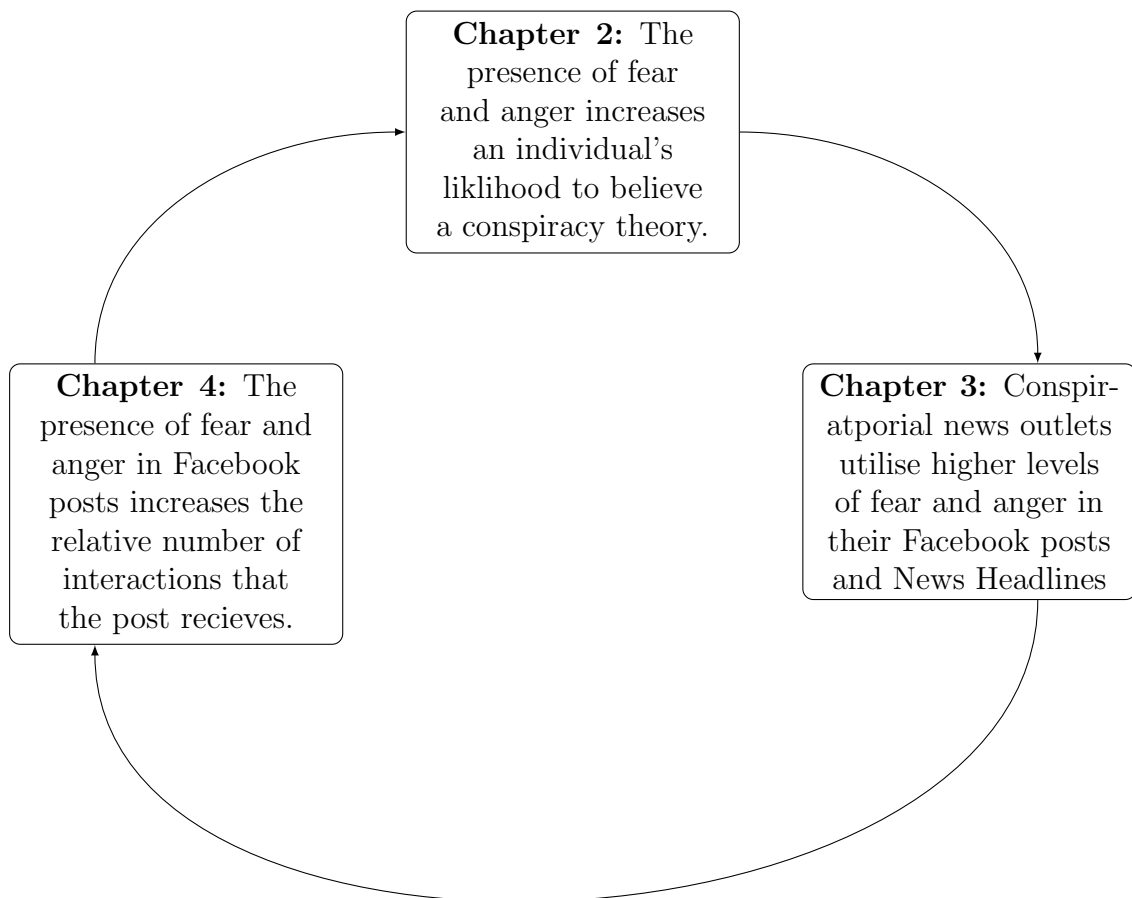 Chapter 2: The
presence of fear
and anger increases
an individual's
liklihood to believe
a conspiracy theory.
Chapter 3: Conspir-
atporial news outlets
utilise higher levels
of fear and anger in
their Facebook posts
and News Headlines
Chapter 4: The
presence of fear and
anger in Facebook
posts increases the
relative number of
interactions that
the post recieves.